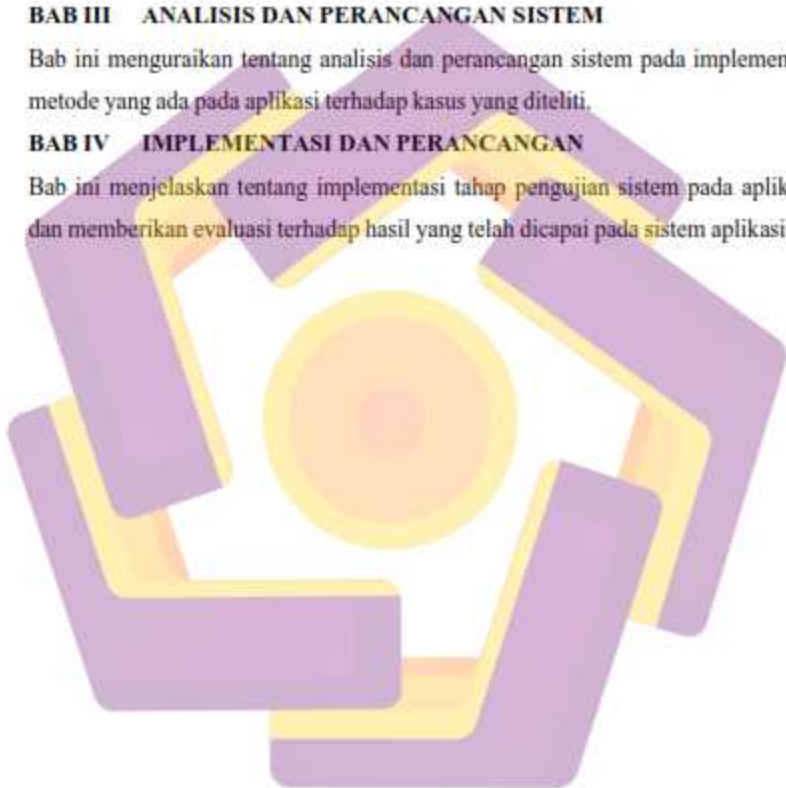 BAB III ANALISIS DAN PERANCANGAN SISTEM
Bab ini menguraikan tentang analisis dan perancangan sistem pada implemen
metode yang ada pada aplikasi terhadap kasus yang diteliti.
BAB IV IMPLEMENTASI DAN PERANCANGAN
Bab ini menjelaskan tentang implementasi tahap pengujian sistem pada aplik
dan memberikan evaluasi terhadap hasil yang telah dicapai pada sistem aplikasi